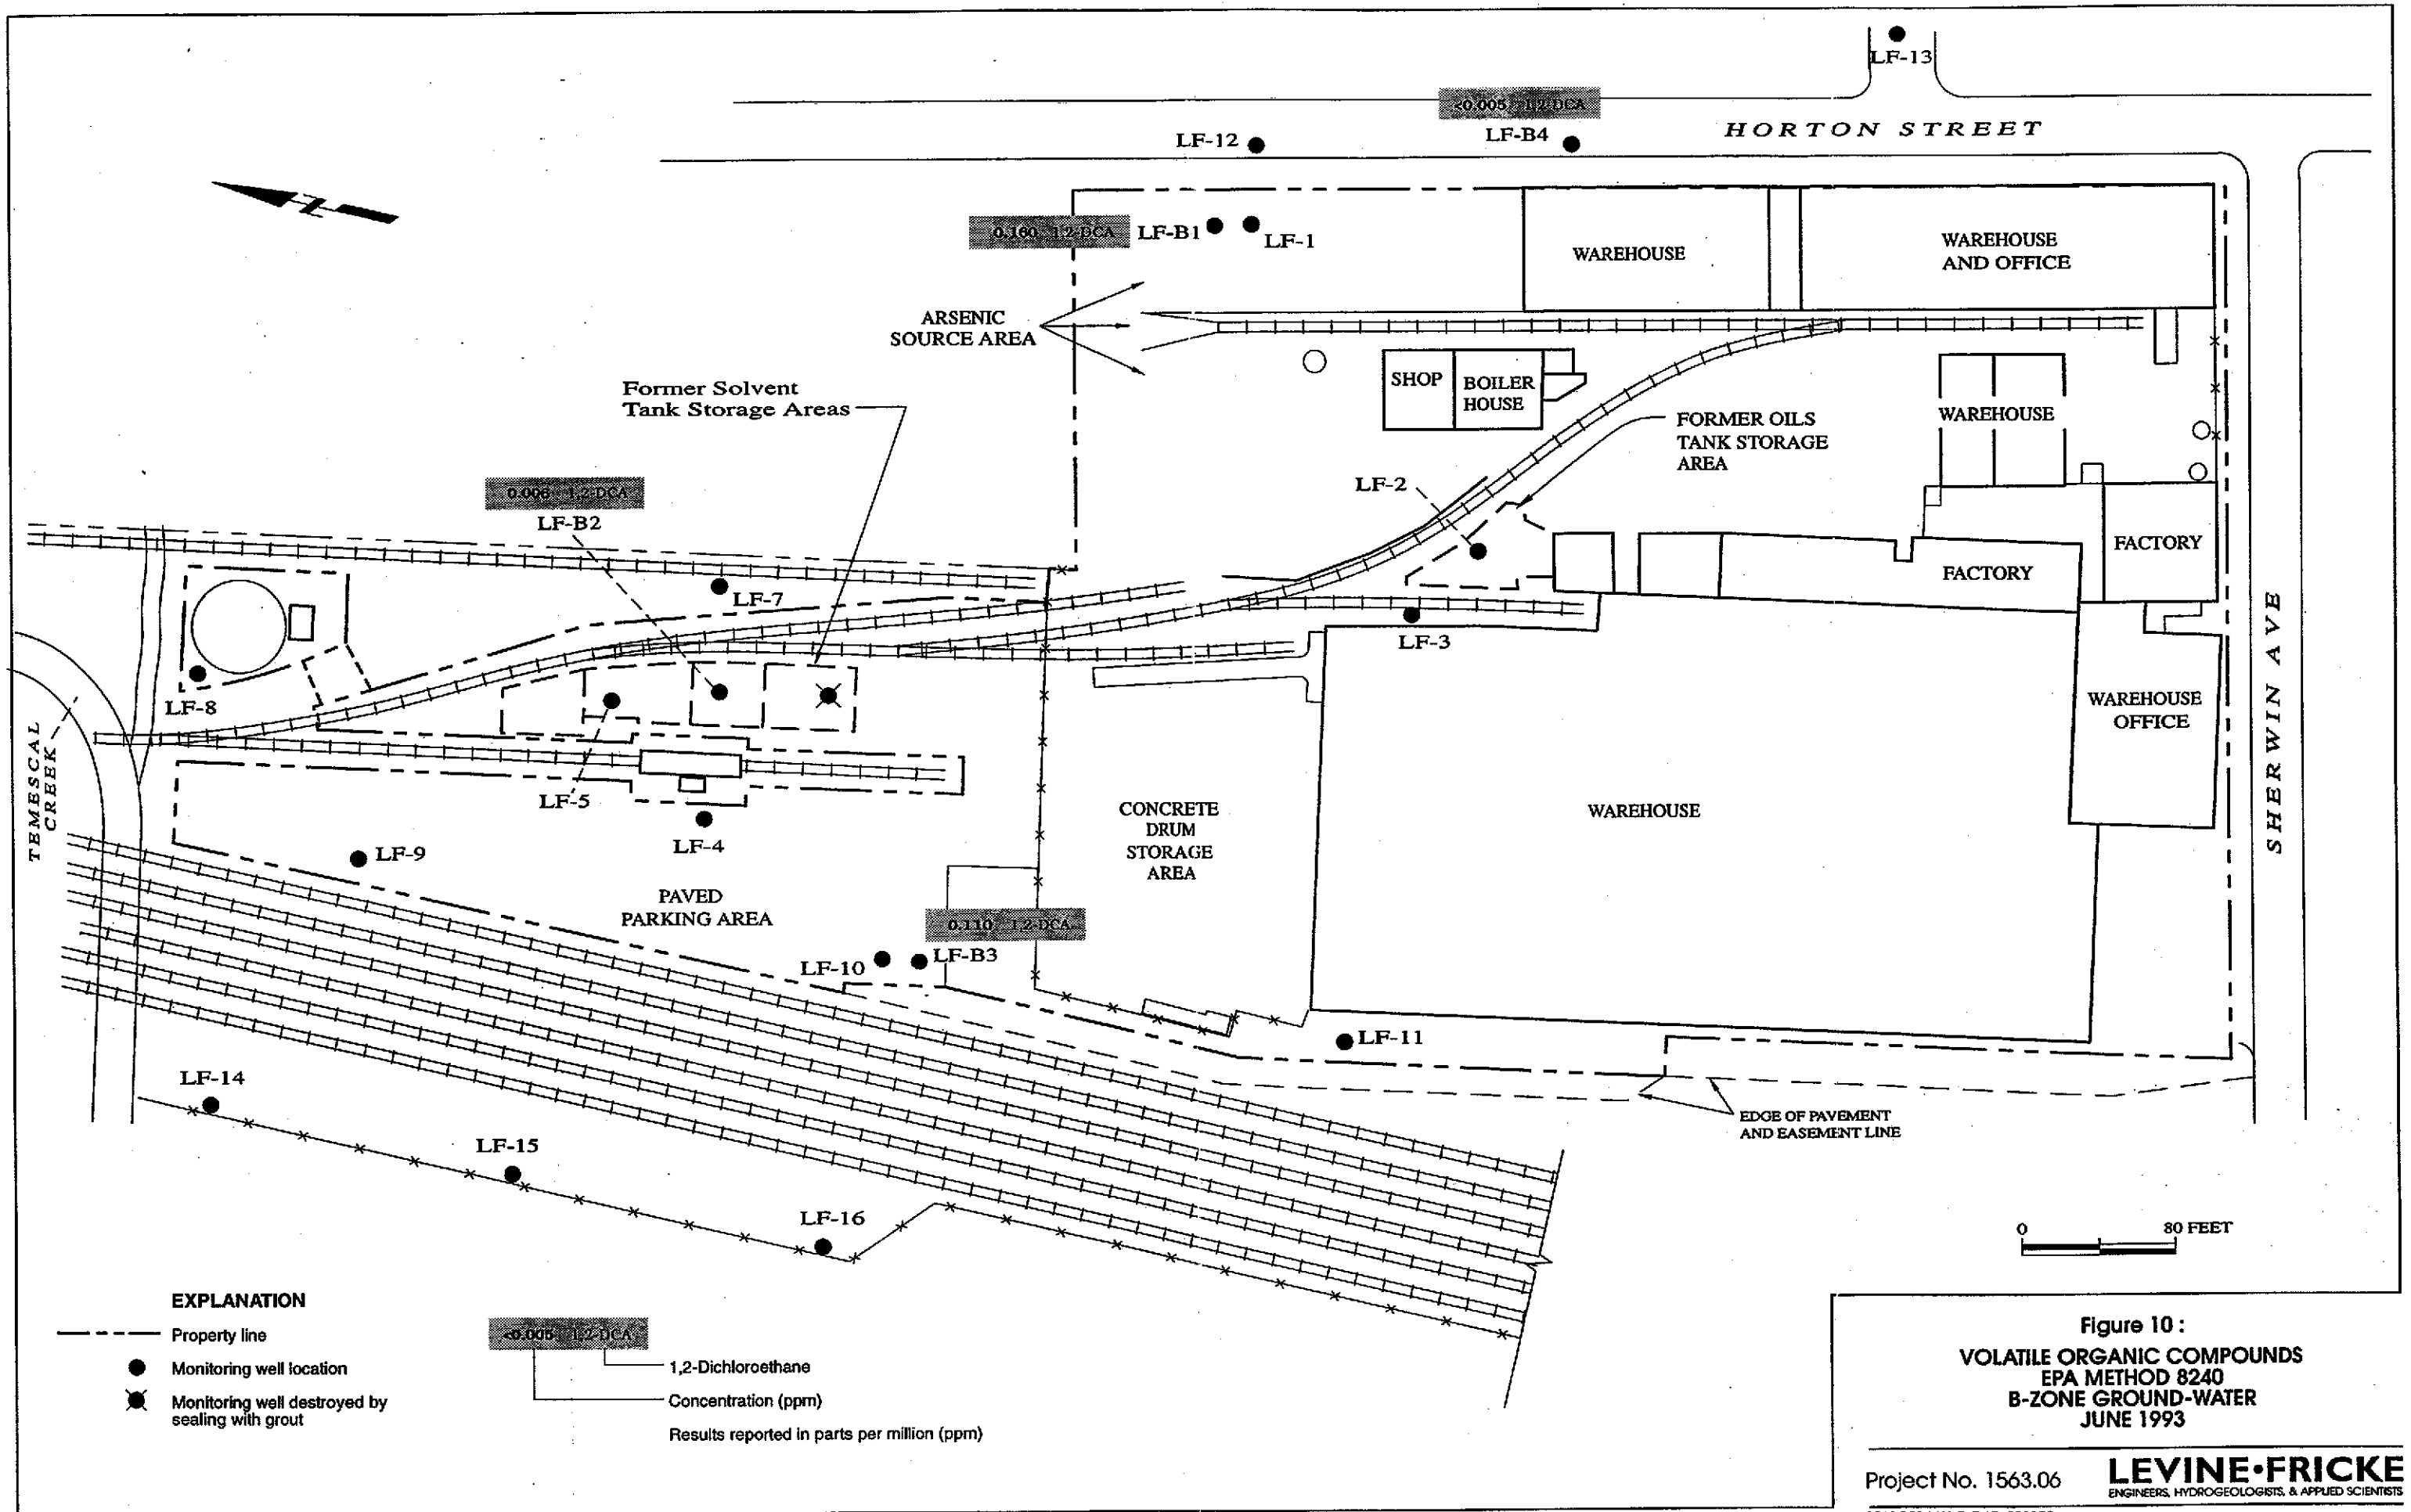 LF-13
<0.005 1,2-DCA
HORTON STREET
LF-12
LF-B4
0.160 1,2-DCA
LF-B1
LF-1
WAREHOUSE
WAREHOUSE
AND OFFICE
ARSENIC
SOURCE AREA
Former Solvent
Tank Storage Areas
SHOP
BOILER
HOUSE
FORMER OILS
TANK STORAGE
AREA
WAREHOUSE
LF-2
0.006 1,2-DCA
LF-B2
FACTORY
FACTORY
LF-7
LF-3
SHERWIN AVE
LF-8
WAREHOUSE
OFFICE
TEMESCAL
CREEK
LF-5
CONCRETE
DRUM
STORAGE
AREA
WAREHOUSE
LF-4
LF-9
PAVED
PARKING AREA
0.110 1,2-DCA
LF-10
LF-B3
LF-11
LF-14
EDGE OF PAVEMENT
AND EASEMENT LINE
LF-15
LF-16
0 80 FEET
EXPLANATION
Property line
Monitoring well location
Monitoring well destroyed by
sealing with grout
<0.005 1,2-DCA
1,2-Dichloroethane
Concentration (ppm)
Results reported in parts per million (ppm)
Figure 10 :
VOLATILE ORGANIC COMPOUNDS
EPA METHOD 8240
B-ZONE GROUND-WATER
JUNE 1993
Project No. 1563.06
LEVINE•FRICKE
ENGINEERS, HYDROGEOLOGISTS, & APPLIED SCIENTISTS